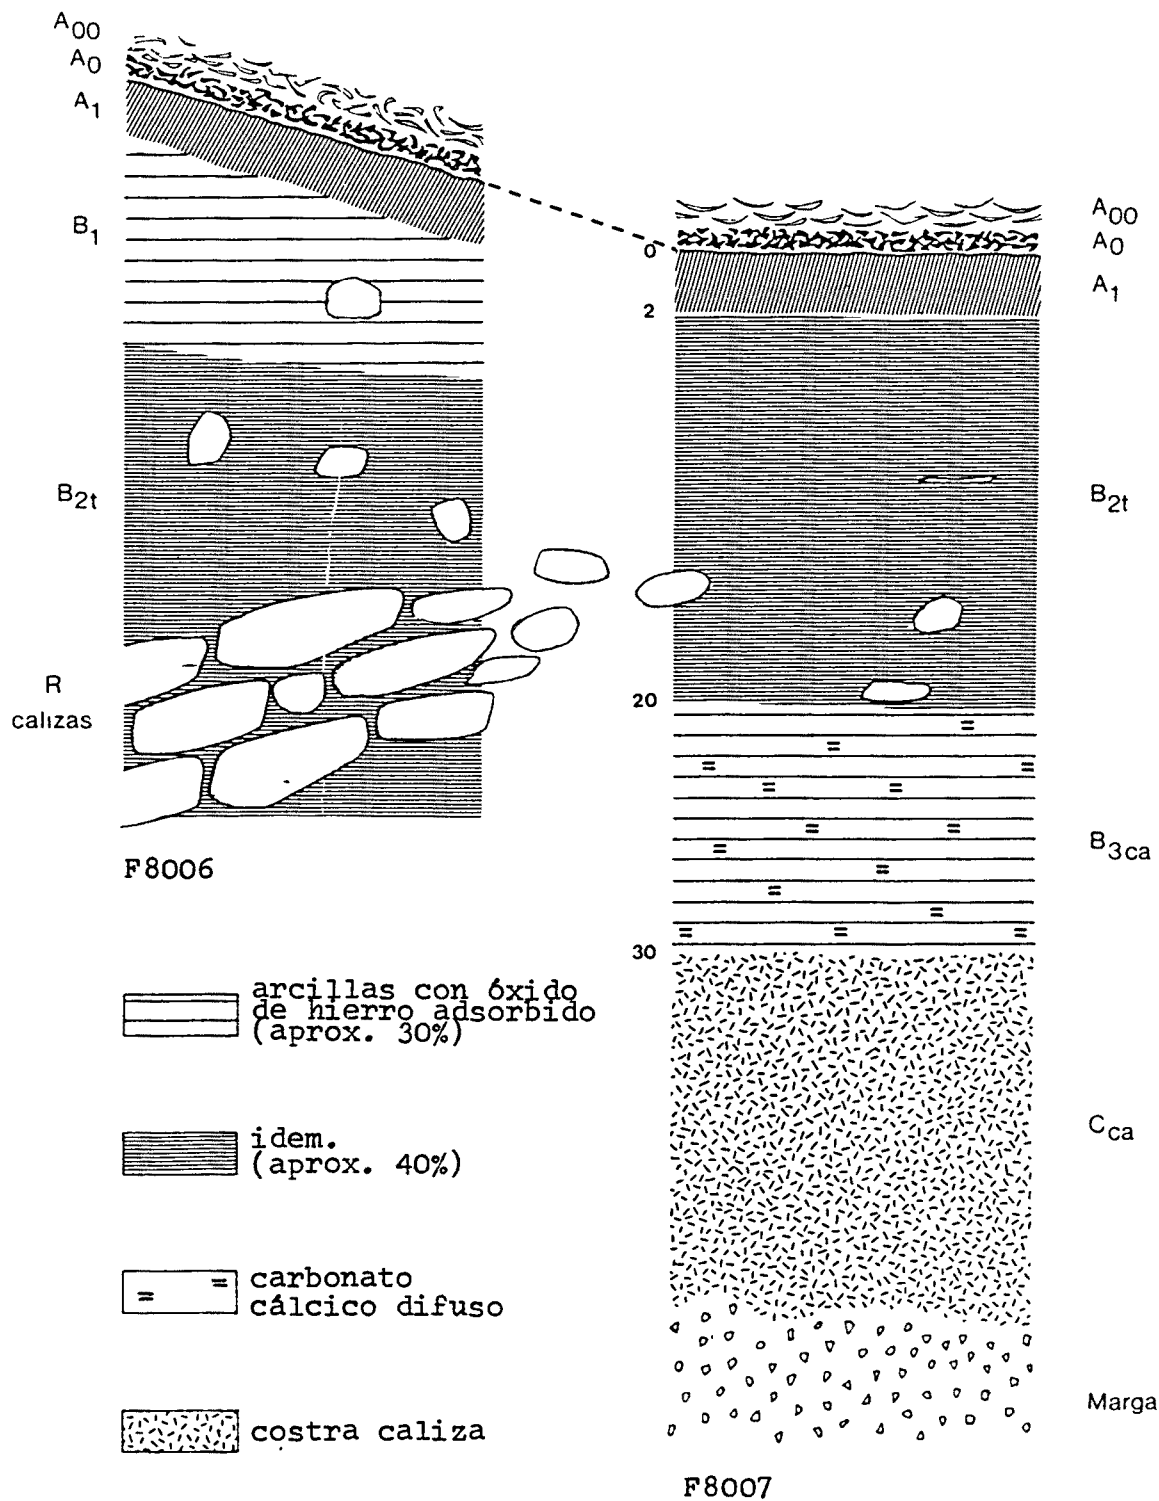 A00
A0
A1
B1
B2t
R
calizas
F8006
arcillas con óxido
de hierro adsorbido
(aprox. 30%)
idem.
(aprox. 40%)
carbonato
cálcico difuso
costra caliza
0
2
20
30
A00
A0
A1
B2t
B3ca
Cca
Marga
F8007